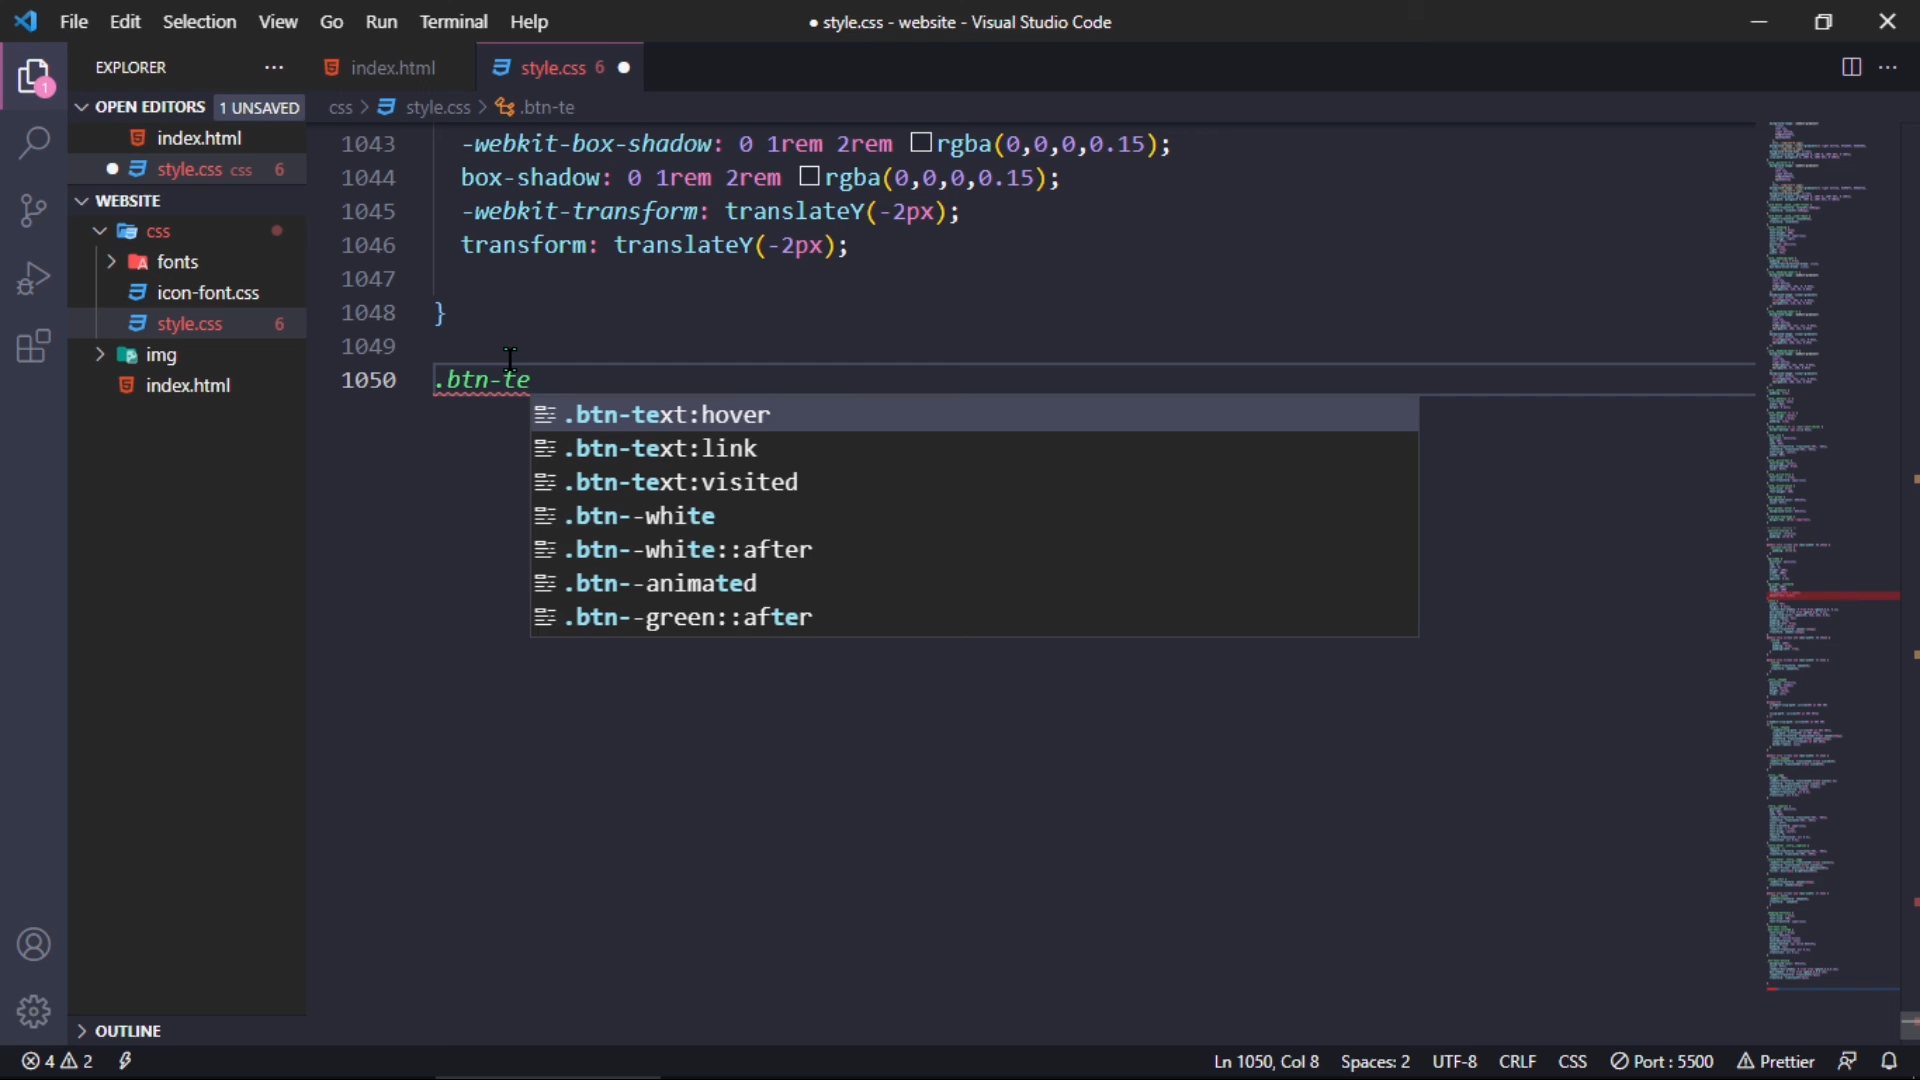 File Edit Selection View Go Run Terminal Help
● style.css - website - Visual Studio Code
EXPLORER
index.html
style.css 6
OPEN EDITORS 1 UNSAVED
index.html
style.css css 6
WEBSITE
css
fonts
icon-font.css
style.css 6
img
index.html
OUTLINE
1
css > style.css > .btn-te
1043 -webkit-box-shadow: 0 1rem 2rem rgba(0,0,0,0.15);
1044 box-shadow: 0 1rem 2rem rgba(0,0,0,0.15);
1045 -webkit-transform: translateY(-2px);
1046 transform: translateY(-2px);
1047
1048 }
1049
1050 .btn-te
.btn-text:hover
.btn-text:link
.btn-text:visited
.btn--white
.btn--white::after
.btn--animated
.btn--green::after
4 2
Ln 1050, Col 8 Spaces: 2 UTF-8 CRLF CSS Port : 5500 Prettier